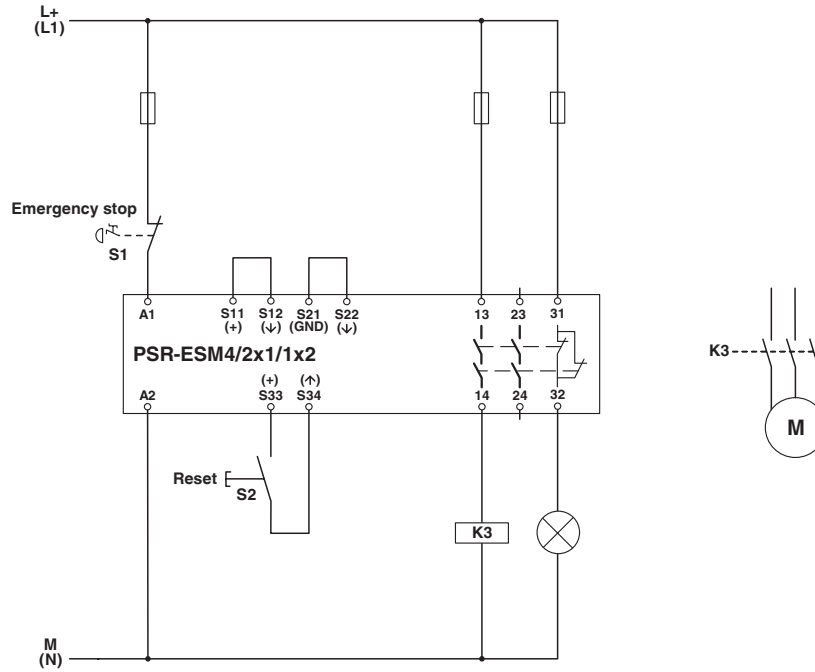 L+
(L1)
Emergency stop
S1
A1
S11
(+)
S12
(↓)
S21
(GND)
S22
(↓)
13
23
31
PSR-ESM4/2x1/1x2
A2
(+)
S33
(↑)
S34
14
24
32
Reset
S2
K3
M
(N)
K3
M